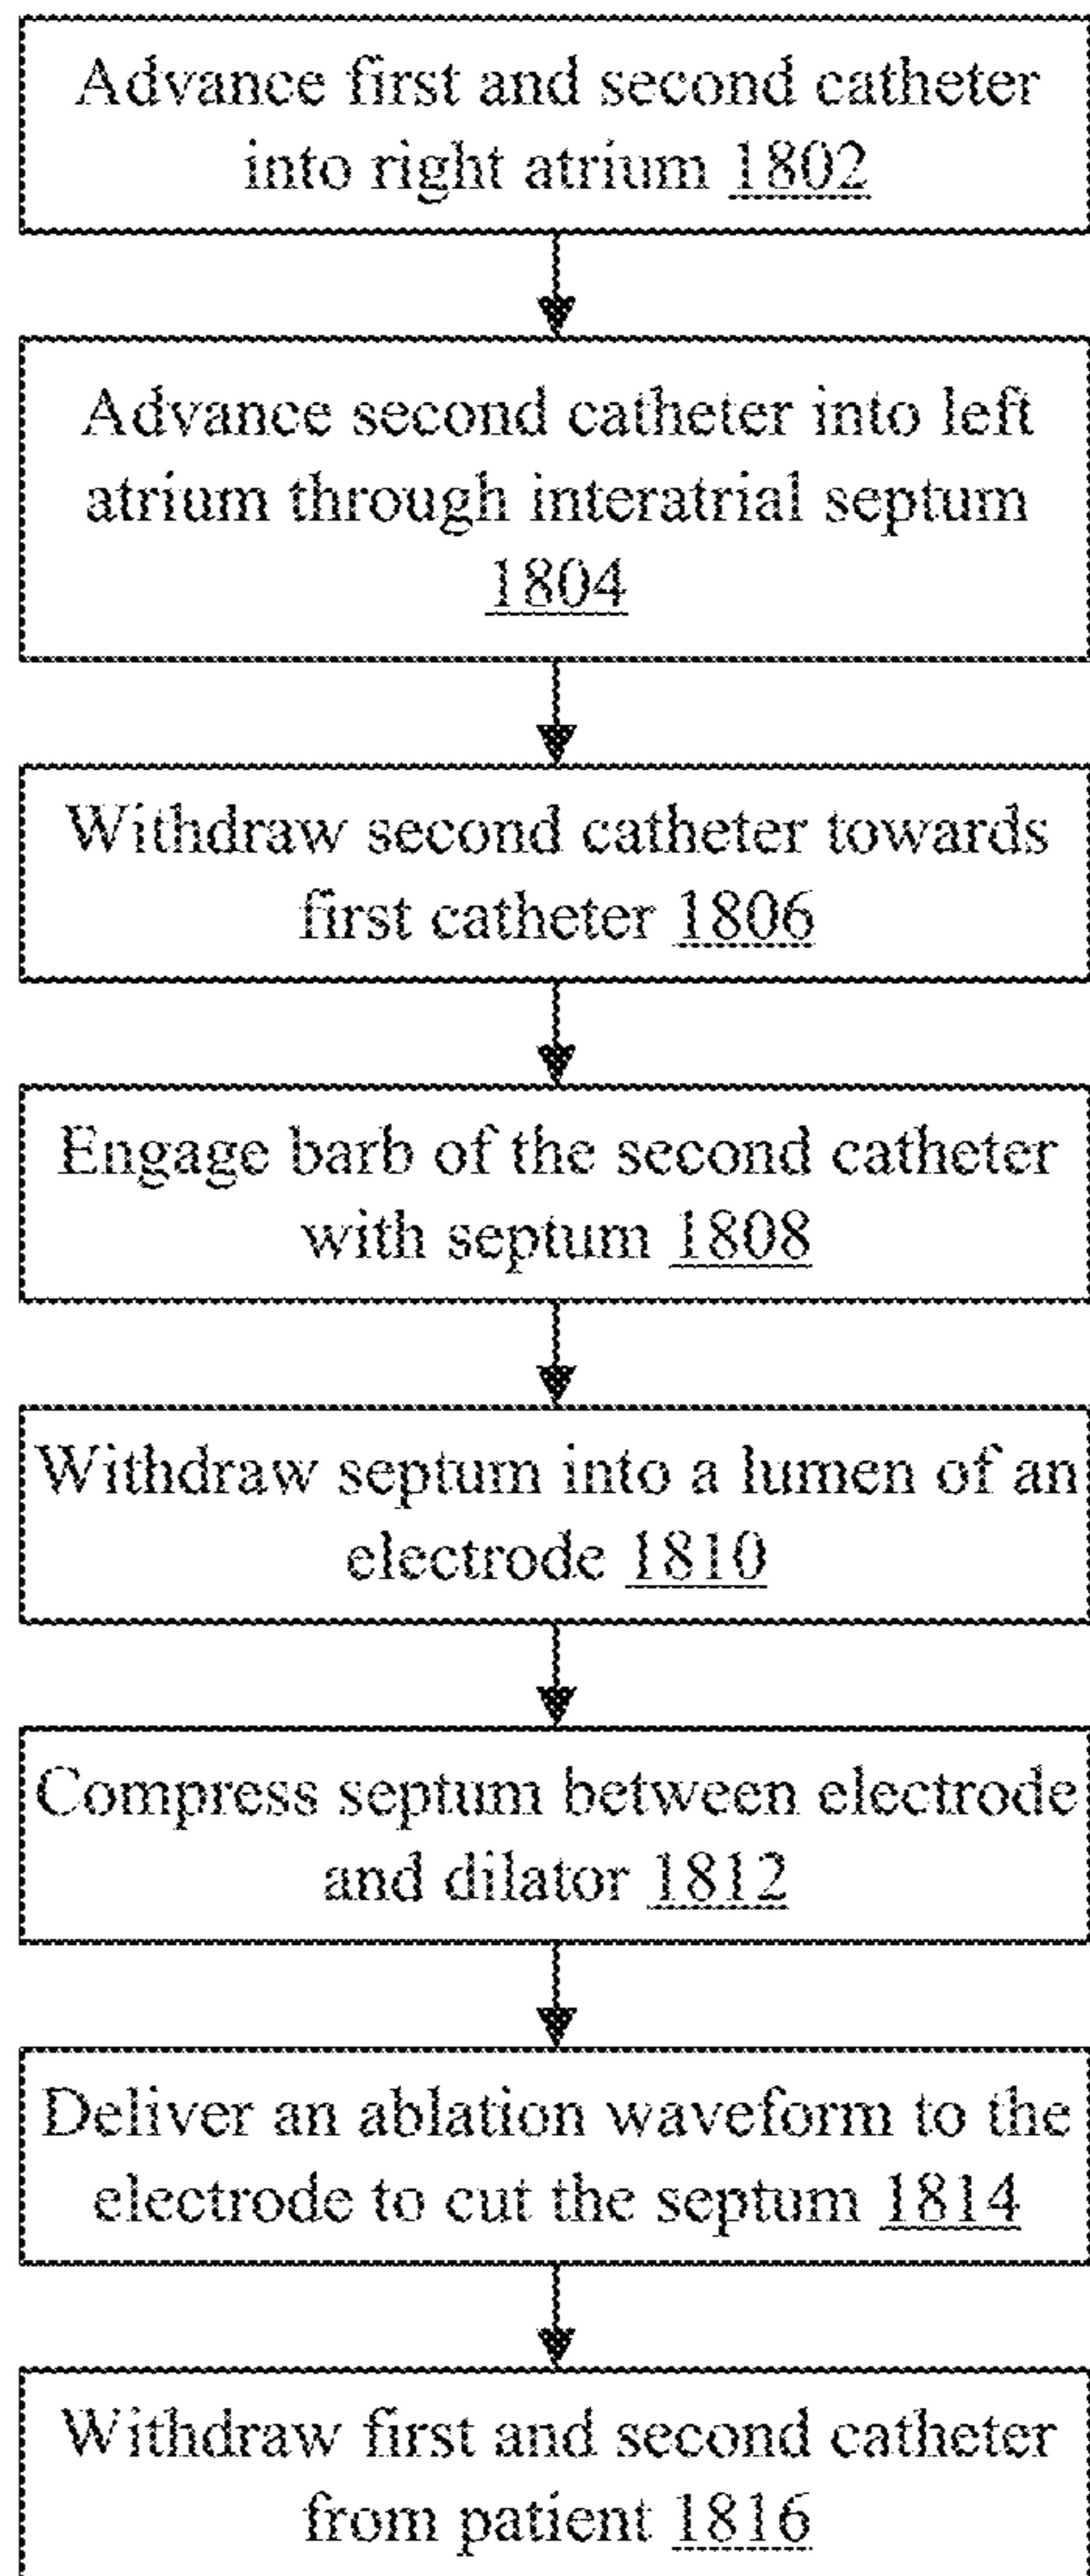 Advance first and second catheter
into right atrium 1802
Advance second catheter into left
atrium through interatrial septum
1804
Withdraw second catheter towards
first catheter 1806
Engage barb of the second catheter
with septum 1808
Withdraw septum into a lumen of an
electrode 1810
Compress septum between electrode
and dilator 1812
Deliver an ablation waveform to the
electrode to cut the septum 1814
Withdraw first and second catheter
from patient 1816